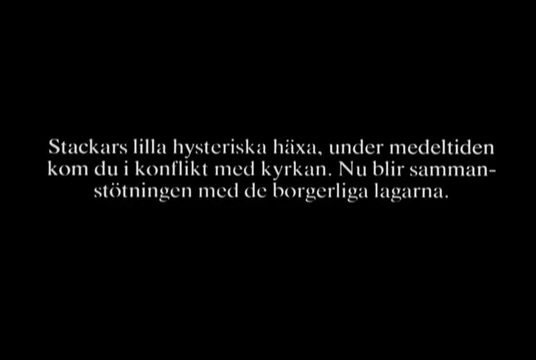 Stackars lilla hysteriska häxa, under medeltiden
kom du i konflikt med kyrkan. Nu blir samman-
stötningen med de borgerliga lagarna.